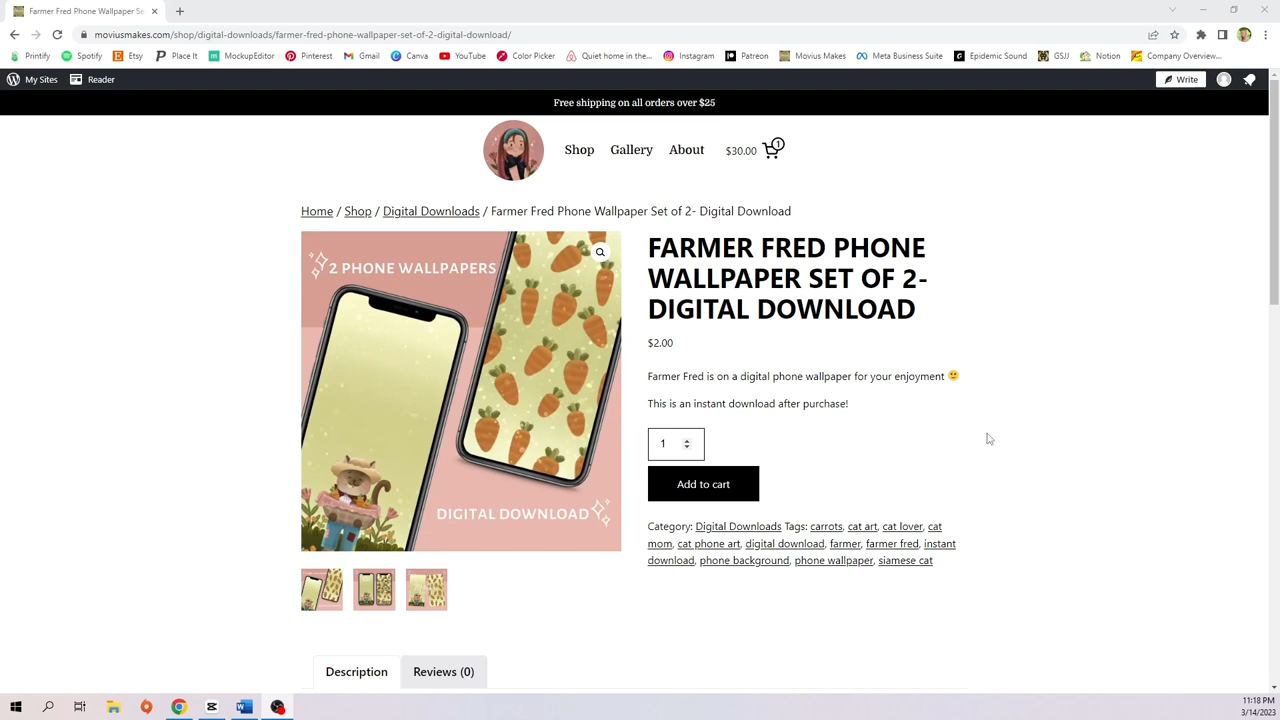 Farmer Fred Phone Wallpaper Se
moviusmakes.com/shop/digital-downloads/farmer-fred-phone-wallpaper-set-of-2-digital-download/
Printify Spotify Etsy Place It MockupEditor Pinterest Gmail Canva YouTube Color Picker Quiet home in the... Instagram Patreon Movius Makes Meta Business Suite Epidemic Sound GSJJ Notion Company Overview...
My Sites Reader Write
Free shipping on all orders over $25
Shop Gallery About $30.00 1
Home / Shop / Digital Downloads / Farmer Fred Phone Wallpaper Set of 2- Digital Download
2 PHONE WALLPAPERS
DIGITAL DOWNLOAD
FARMER FRED PHONE
WALLPAPER SET OF 2-
DIGITAL DOWNLOAD
$2.00
Farmer Fred is on a digital phone wallpaper for your enjoyment 🙂
This is an instant download after purchase!
1
Add to cart
Category: Digital Downloads Tags: carrots, cat art, cat lover, cat
mom, cat phone art, digital download, farmer, farmer fred, instant
download, phone background, phone wallpaper, siamese cat
Description Reviews (0)
11:18 PM
3/14/2023